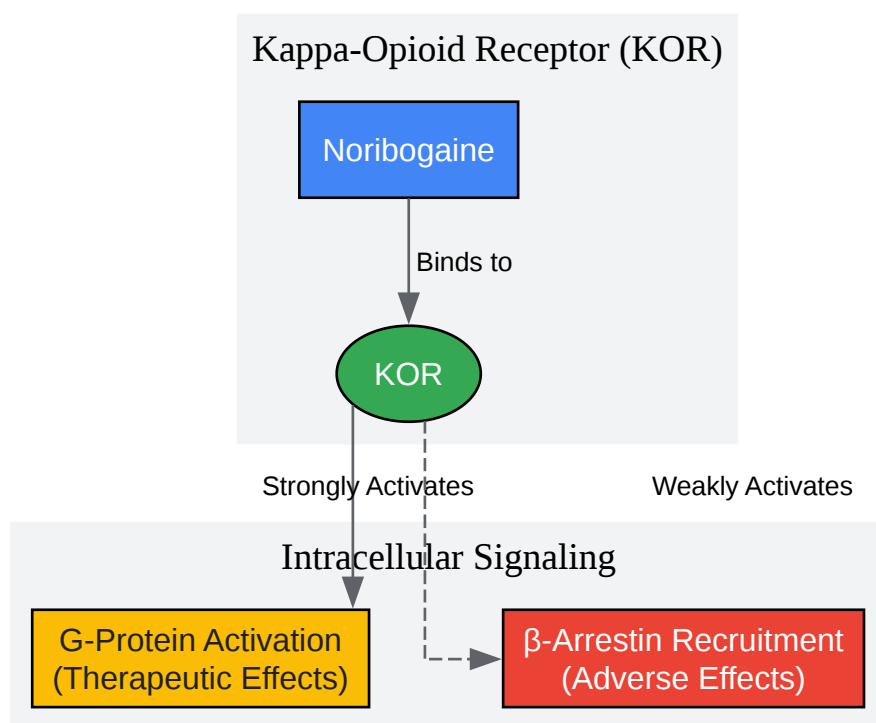 Kappa-Opioid Receptor (KOR)
Noribogaine
Binds to
KOR
Strongly Activates
Weakly Activates
Intracellular Signaling
G-Protein Activation
(Therapeutic Effects)
β-Arrestin Recruitment
(Adverse Effects)